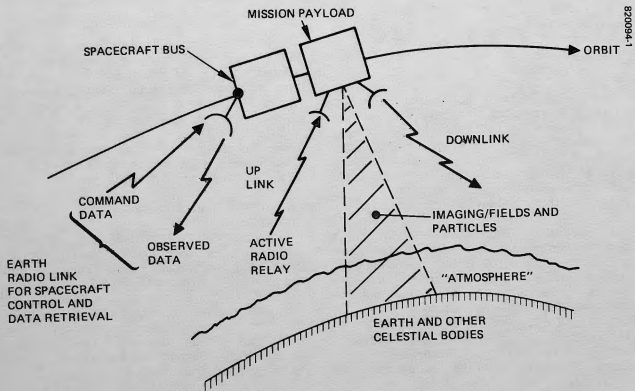 MISSION PAYLOAD
820094-1
SPACECRAFT BUS
ORBIT
DOWNLINK
UP
LINK
COMMAND
DATA
IMAGING/FIELDS AND
PARTICLES
OBSERVED
DATA
ACTIVE
RADIO
RELAY
EARTH
RADIO LINK
FOR SPACECRAFT
CONTROL AND
DATA RETRIEVAL
"ATMOSPHERE"
EARTH AND OTHER
CELESTIAL BODIES